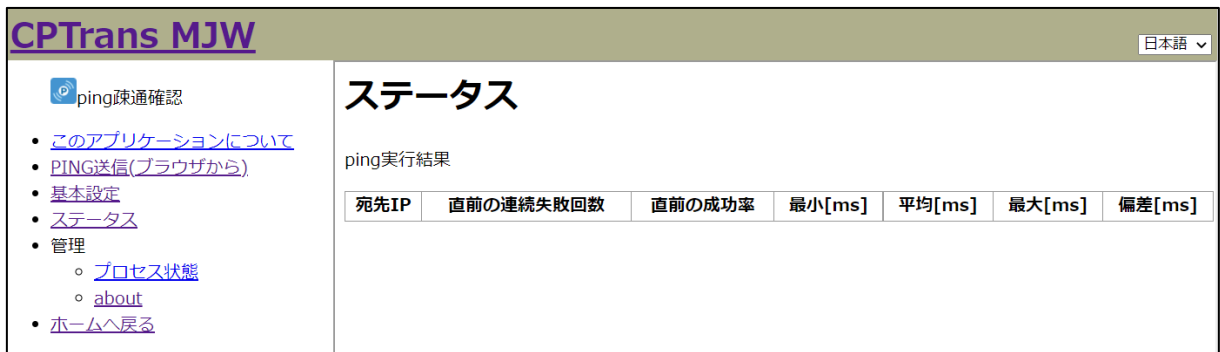 CPTrans MJW
日本語
ping疎通確認
このアプリケーションについて
PING送信(ブラウザから)
基本設定
ステータス
管理
プロセス状態
about
ホームへ戻る
ステータス
ping実行結果
宛先IP 直前の連続失敗回数 直前の成功率 最小[ms] 平均[ms] 最大[ms] 偏差[ms]